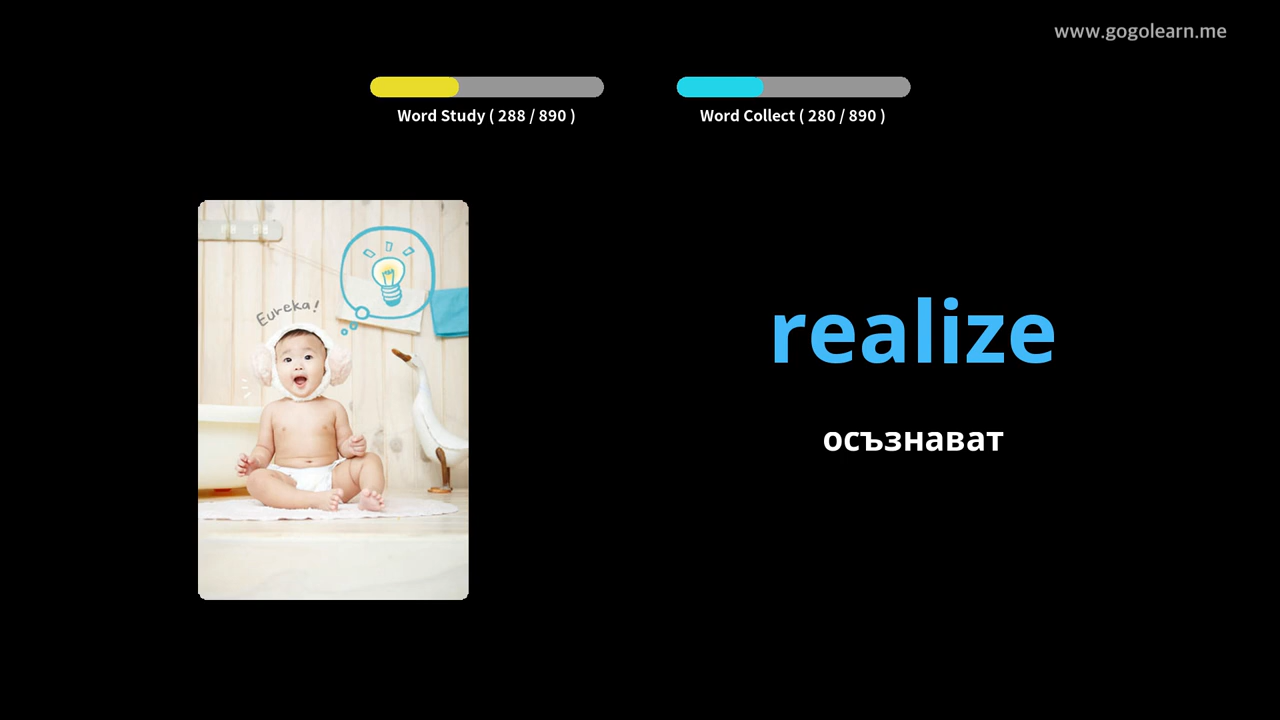 www.gogolearn.me
Word Study ( 288 / 890 )
Word Collect ( 280 / 890 )
Eureka!
realize
осъзнават